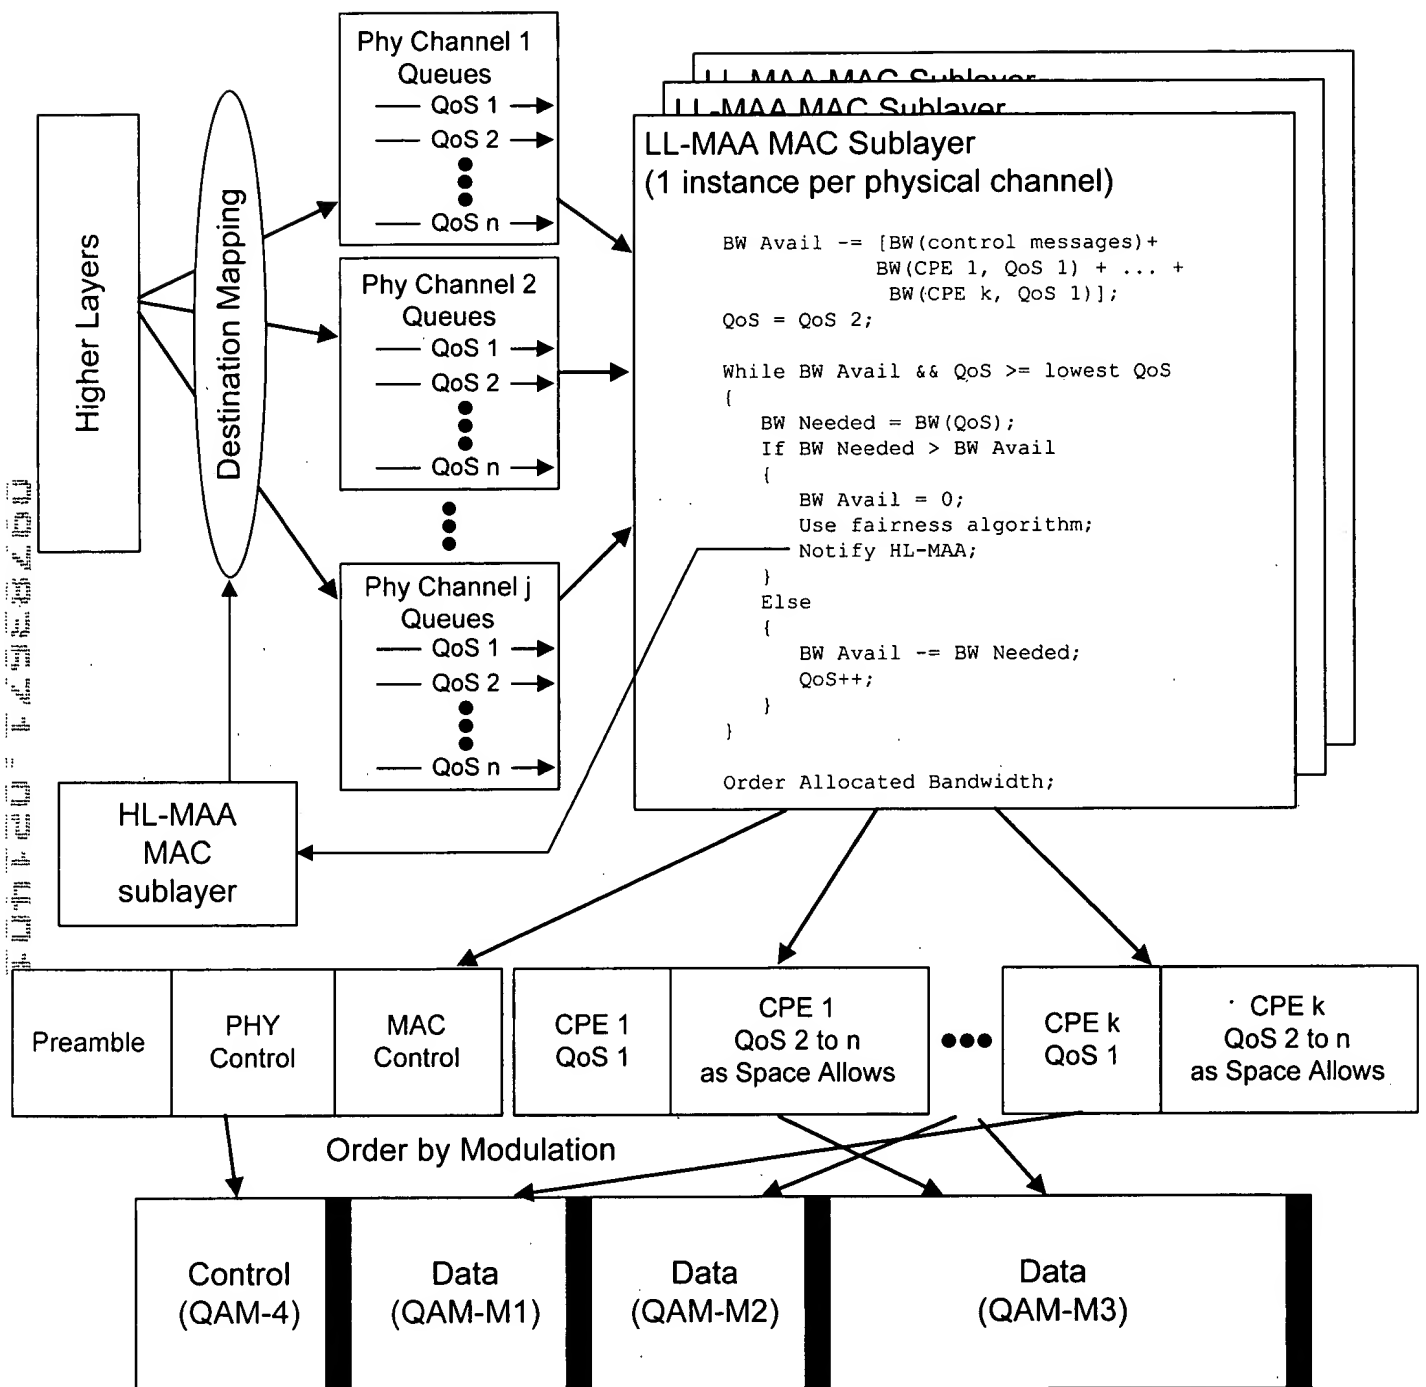 Phy Channel 1
Queues
QoS 1
QoS 2
QoS n
Higher Layers
Destination Mapping
Phy Channel 2
Queues
QoS 1
QoS 2
QoS n
Phy Channel j
Queues
QoS 1
QoS 2
QoS n
HL-MAA
MAC
sublayer
LL-MAA MAC Sublayer
LL-MAA MAC Sublayer
LL-MAA MAC Sublayer
(1 instance per physical channel)
BW Avail -= [BW(control messages)+
BW(CPE 1, QoS 1) + ... +
BW(CPE k, QoS 1)];
QoS = QoS 2;
While BW Avail && QoS >= lowest QoS
{
BW Needed = BW(QoS);
If BW Needed > BW Avail
{
BW Avail = 0;
Use fairness algorithm;
Notify HL-MAA;
}
Else
{
BW Avail -= BW Needed;
QoS++;
}
}
Order Allocated Bandwidth;
Preamble
PHY
Control
MAC
Control
CPE 1
QoS 1
CPE 1
QoS 2 to n
as Space Allows
CPE k
QoS 1
CPE k
QoS 2 to n
as Space Allows
Order by Modulation
Control
(QAM-4)
Data
(QAM-M1)
Data
(QAM-M2)
Data
(QAM-M3)